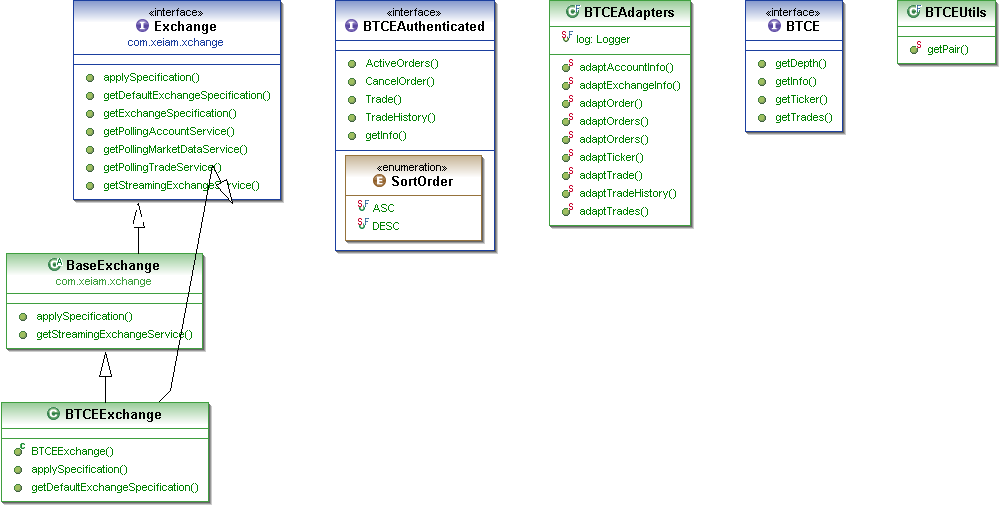 «interface»
Exchange
com.xeiam.xchange
applySpecification()
getDefaultExchangeSpecification()
getExchangeSpecification()
getPollingAccountService()
getPollingMarketDataService()
getPollingTradeService()
getStreamingExchangeService()
«interface»
BTCEAuthenticated
ActiveOrders()
CancelOrder()
Trade()
TradeHistory()
getInfo()
«enumeration»
SortOrder
ASC
DESC
BTCEAdapters
log: Logger
adaptAccountInfo()
adaptExchangeInfo()
adaptOrder()
adaptOrders()
adaptOrders()
adaptTicker()
adaptTrade()
adaptTradeHistory()
adaptTrades()
«interface»
BTCE
getDepth()
getInfo()
getTicker()
getTrades()
BTCEUtils
getPair()
BaseExchange
com.xeiam.xchange
applySpecification()
getStreamingExchangeService()
BTCEExchange
BTCEExchange()
applySpecification()
getDefaultExchangeSpecification()